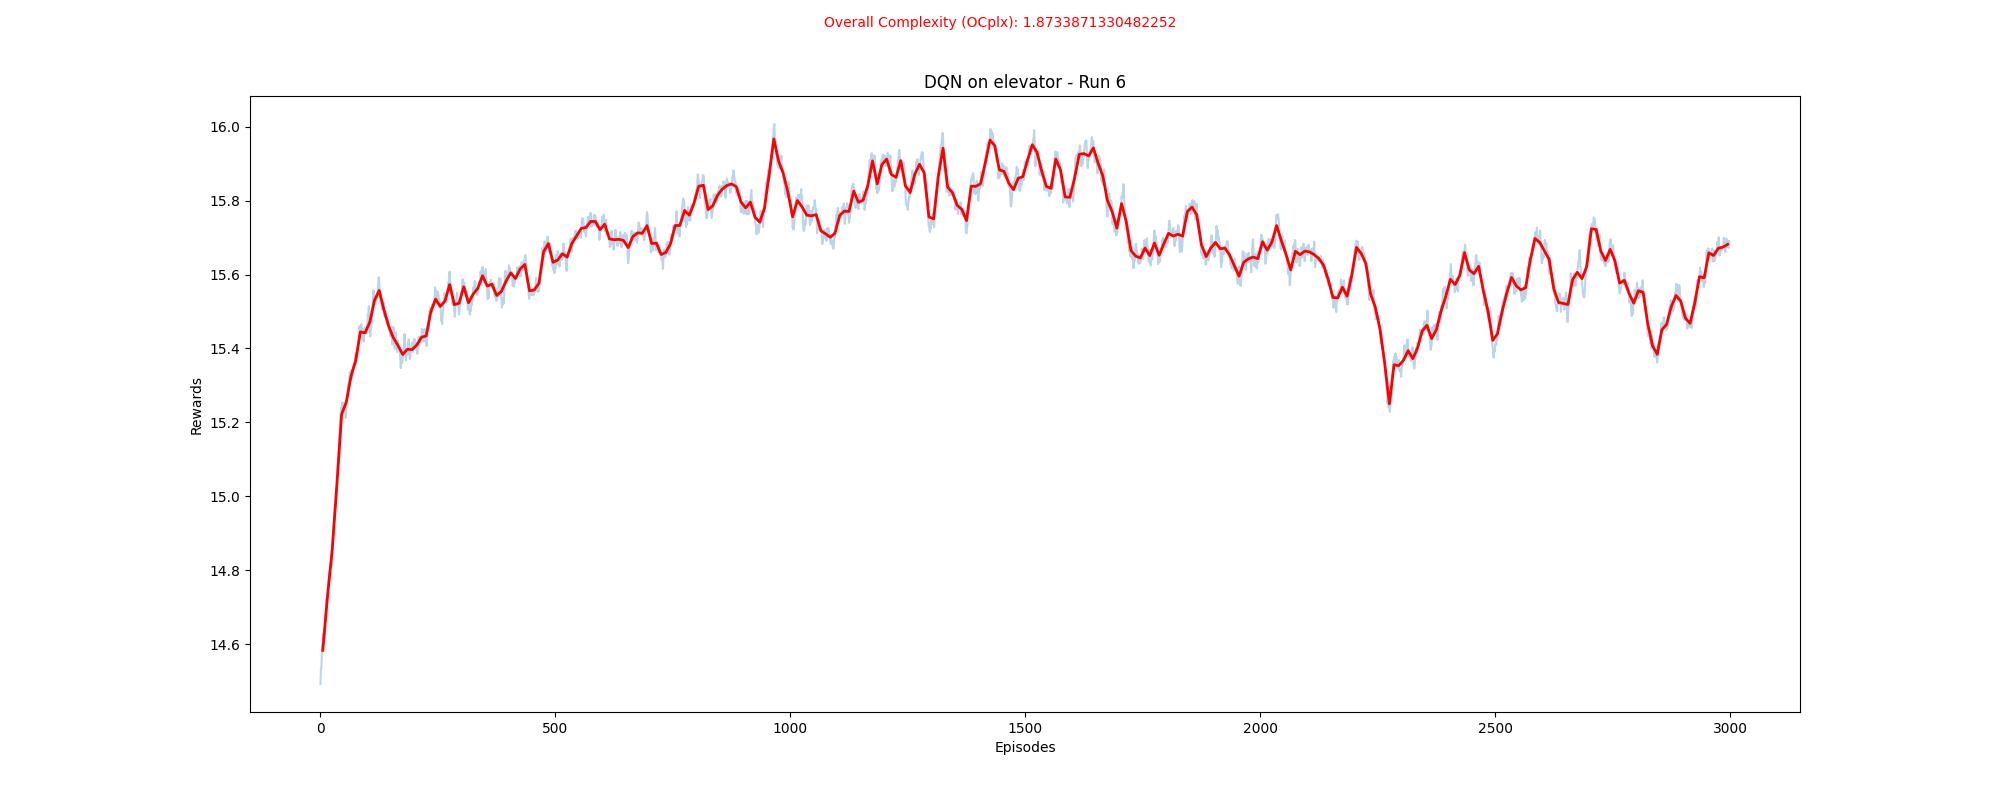 Overall Complexity (OCplx): 1.8733871330482252
DQN on elevator - Run 6
16.0
15.8
15.6
15.4
15.2
15.0
14.8
14.6
Rewards
0 500 1000 1500 2000 2500 3000
Episodes